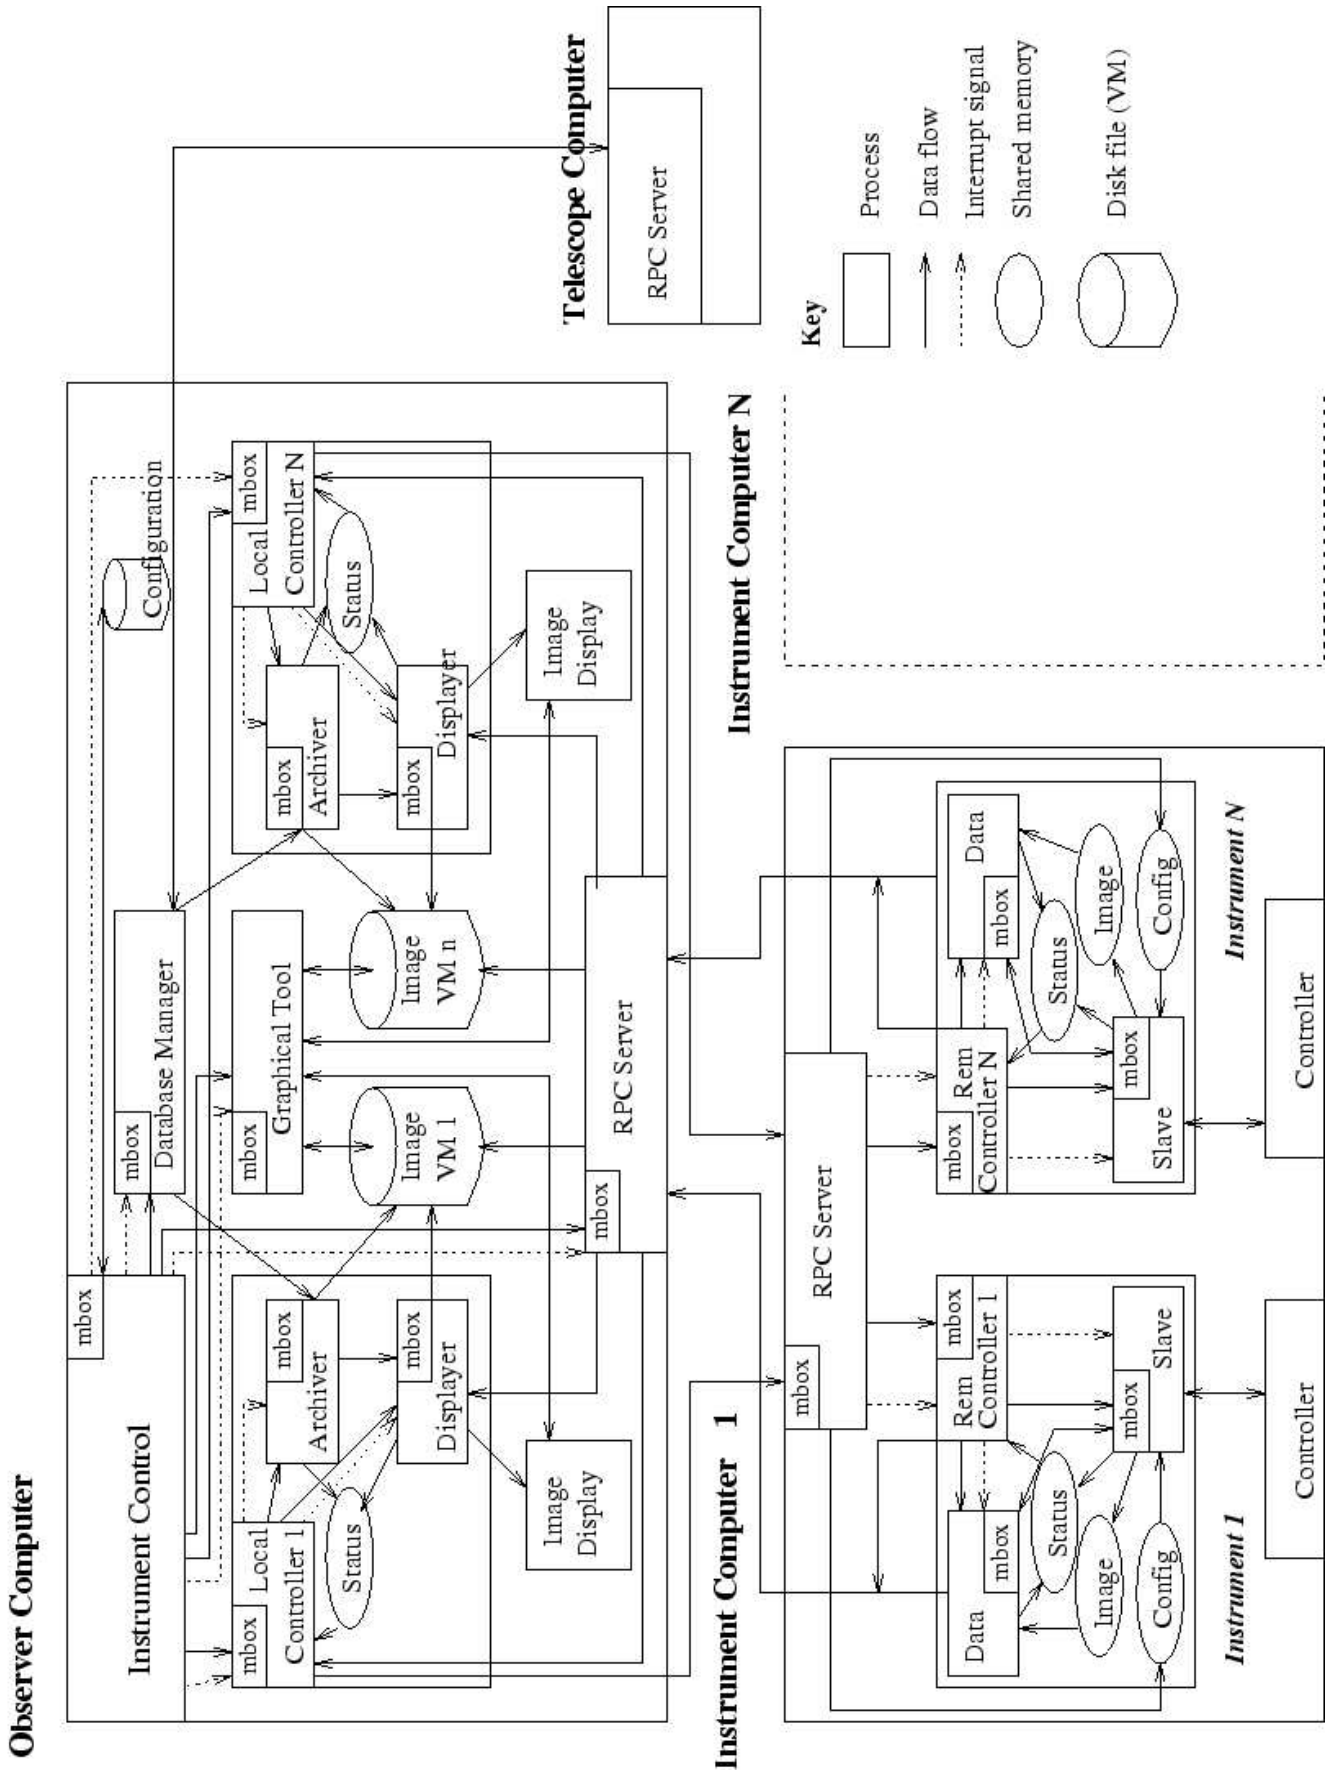 Observer Computer
mbox
Instrument Control
Configuration
mbox
Database Manager
mbox
Graphical Tool
mbox
Local
Controller 1
Status
mbox
Archiver
mbox
Displayer
Image
Display
Image
VM 1
Image
VM n
mbox
Local
Controller N
Status
mbox
Archiver
mbox
Displayer
Image
Display
mbox
RPC Server
Telescope Computer
RPC Server
Instrument Computer 1
Instrument Computer N
mbox
RPC Server
mbox
Rem
Controller 1
Data
mbox
Status
Image
Config
mbox
Slave
Instrument 1
Controller
mbox
Rem
Controller N
Data
mbox
Status
Image
Config
mbox
Slave
Instrument N
Controller
Key
Process
Data flow
Interrupt signal
Shared memory
Disk file (VM)